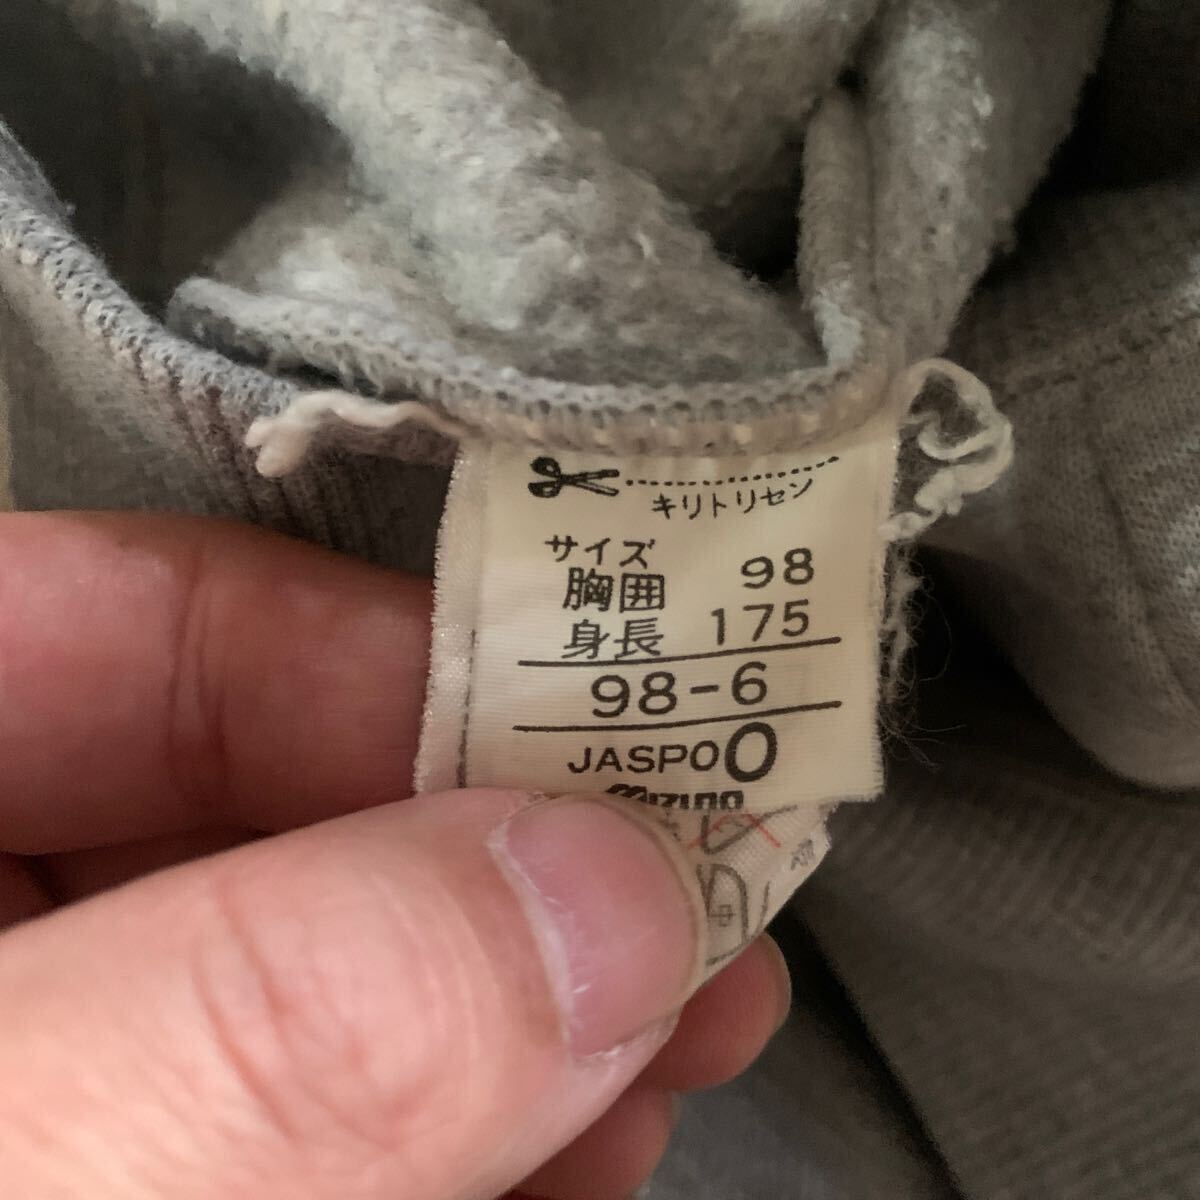 キリトリセン
サイズ
胸囲 98
身長 175
98-6
JASPO O
MIZUNO